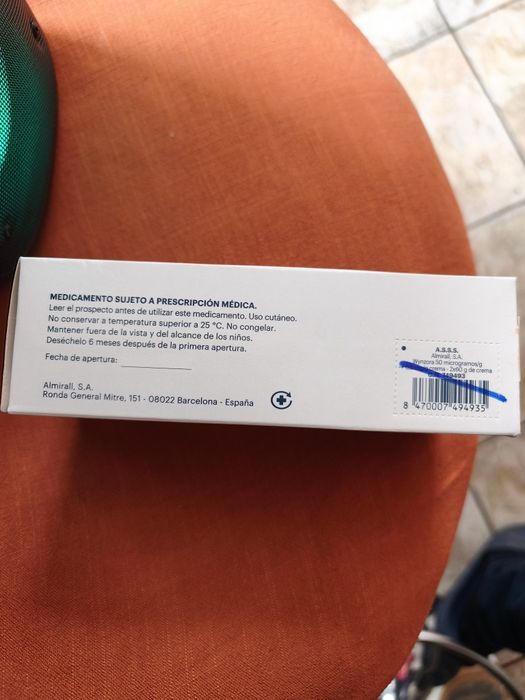 MEDICAMENTO SUJETO A PRESCRIPCIÓN MÉDICA.
Leer el prospecto antes de utilizar este medicamento. Uso cutáneo.
No conservar a temperatura superior a 25 °C. No congelar.
Mantener fuera de la vista y del alcance de los niños.
Deséchelo 6 meses después de la primera apertura.
Fecha de apertura:
Almirall, S.A.
Ronda General Mitre, 151 - 08022 Barcelona - España
A.S.S.S.
Almirall, S.A.
Wynzora 50 microgramos/g
crema - 2x60 g de crema
749493
8 470007 494935